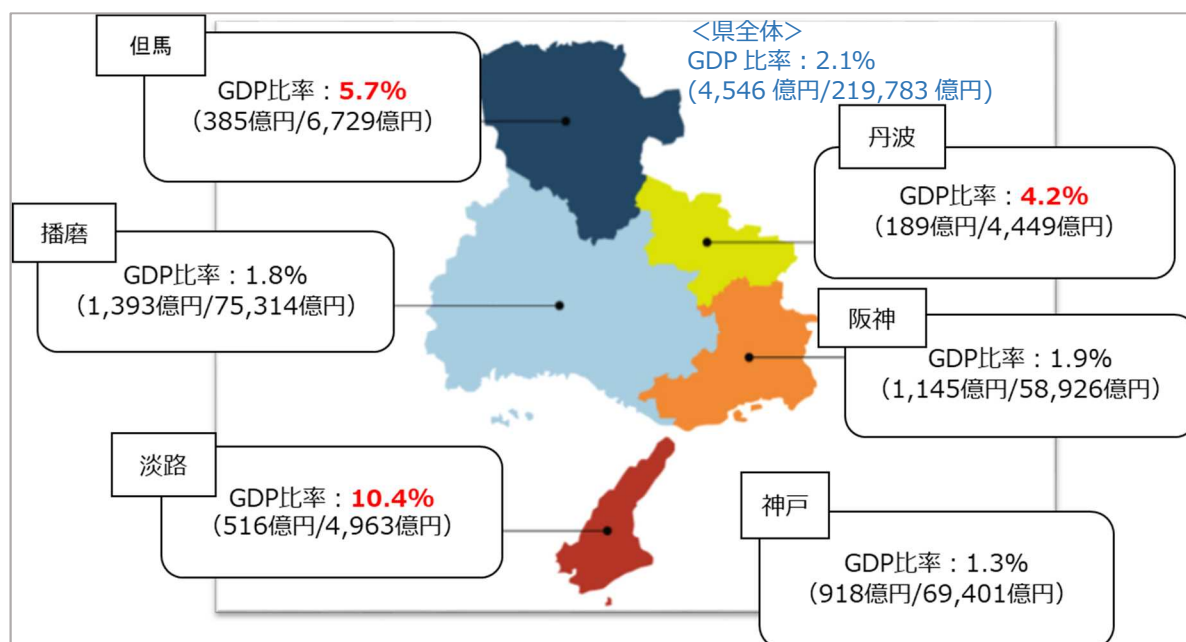 ＜県全体＞
GDP 比率：2.1%
(4,546 億円/219,783 億円)
但馬
GDP比率：5.7%
（385億円/6,729億円）
丹波
GDP比率：4.2%
（189億円/4,449億円）
播磨
GDP比率：1.8%
（1,393億円/75,314億円）
阪神
GDP比率：1.9%
（1,145億円/58,926億円）
淡路
GDP比率：10.4%
（516億円/4,963億円）
神戸
GDP比率：1.3%
（918億円/69,401億円）